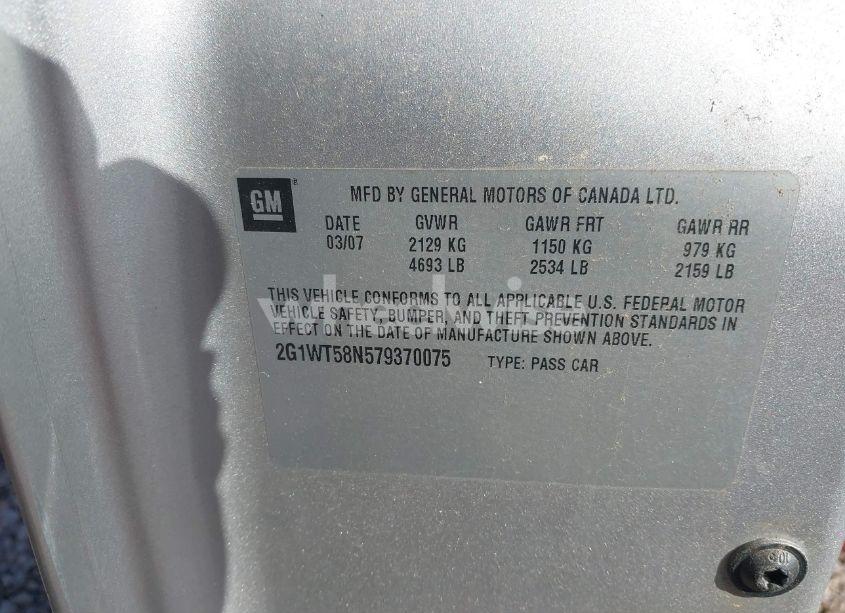 GM ® MFD BY GENERAL MOTORS OF CANADA LTD.
DATE GVWR GAWR FRT GAWR RR
03/07 2129 KG 1150 KG 979 KG
4693 LB 2534 LB 2159 LB
THIS VEHICLE CONFORMS TO ALL APPLICABLE U.S. FEDERAL MOTOR
VEHICLE SAFETY, BUMPER, AND THEFT PREVENTION STANDARDS IN
EFFECT ON THE DATE OF MANUFACTURE SHOWN ABOVE.
2G1WT58N579370075 TYPE: PASS CAR